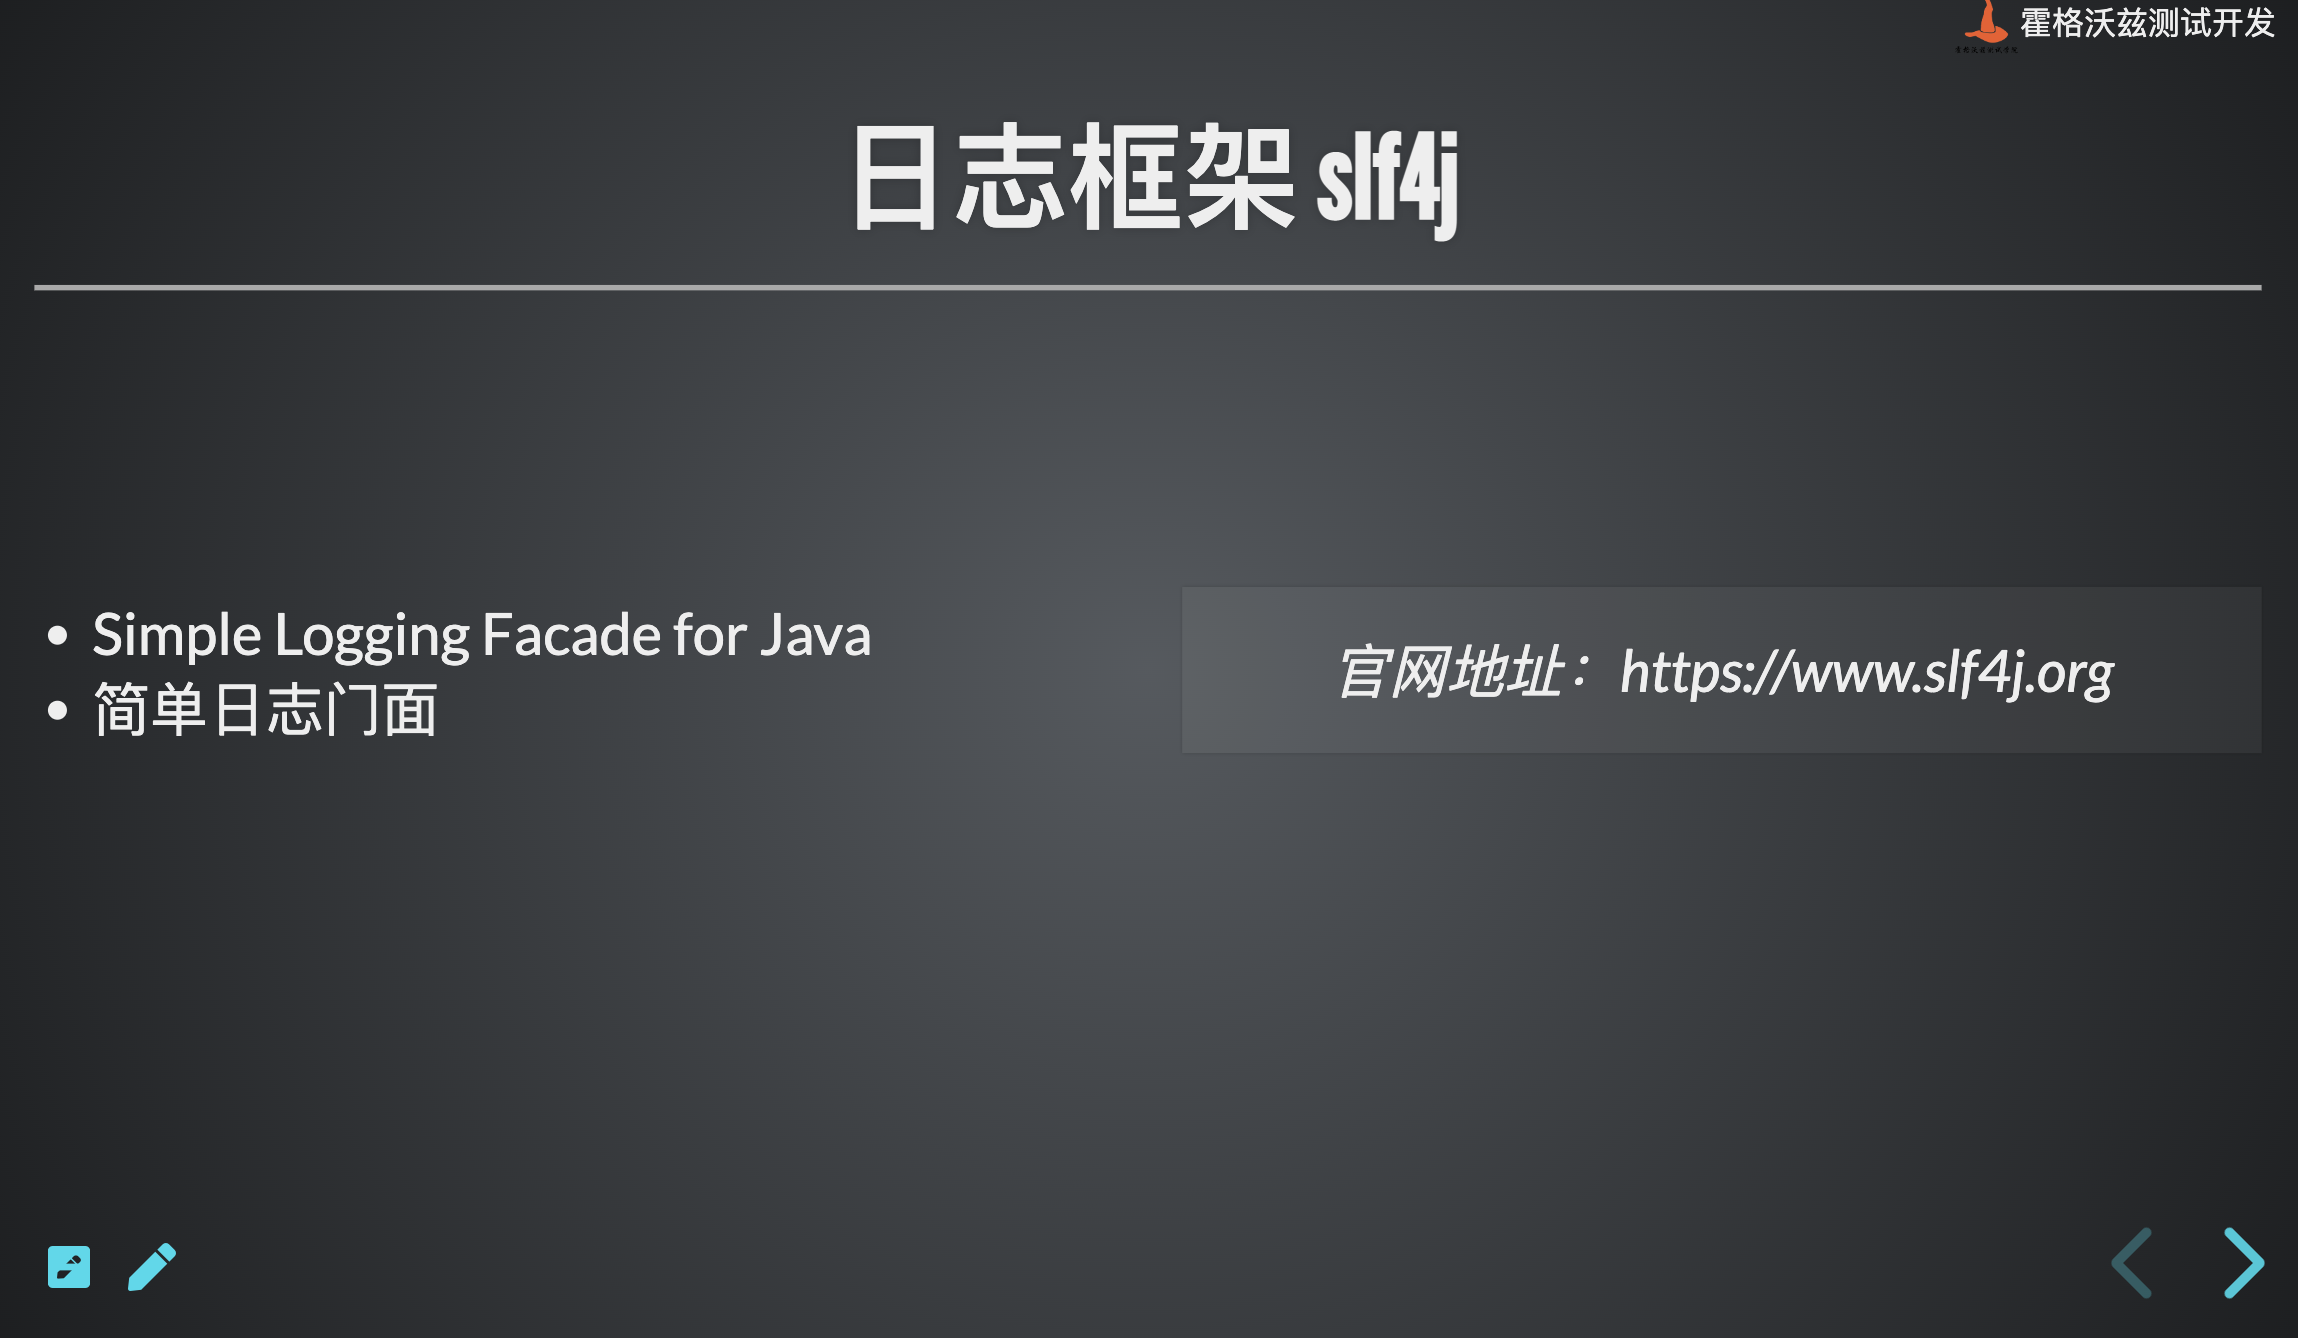 霍格沃兹测试开发
日志框架 slf4j
Simple Logging Facade for Java
简单日志门面
官网地址：https://www.slf4j.org